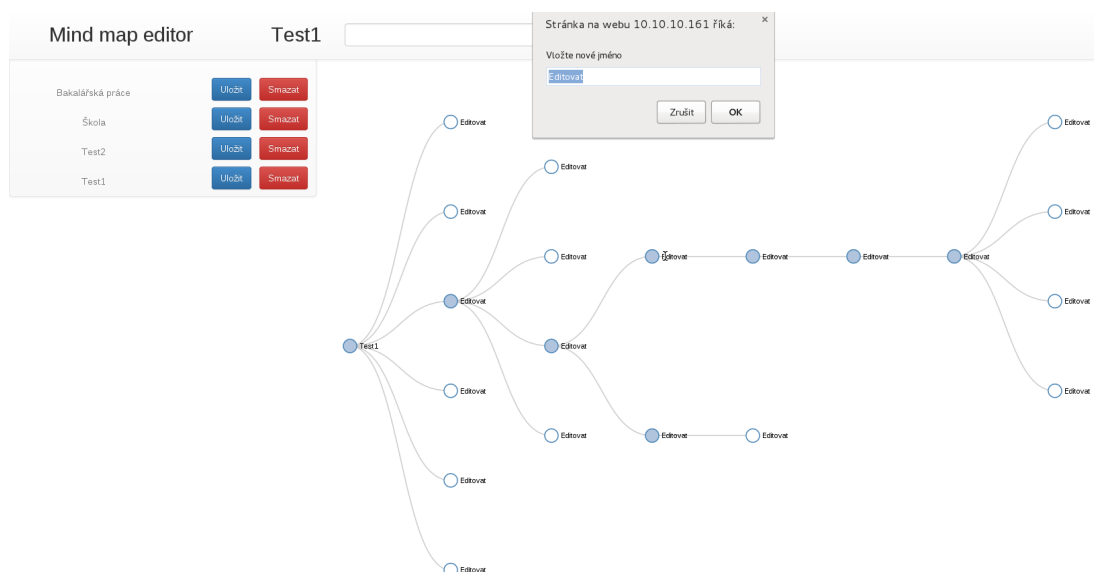 Mind map editor Test1
Stránka na webu 10.10.10.161 říká:
×
Vložte nové jméno
Editovat
Zrušit OK
Bakalářská práce Uložit Smazat
Škola Uložit Smazat
Test2 Uložit Smazat
Test1 Uložit Smazat
Editovat Editovat
Editovat
Editovat Editovat
Editovat Editovat Editovat Editovat Editovat
Editovat Editovat
Test1 Editovat
Editovat Editovat
Editovat Editovat Editovat
Editovat
Editovat